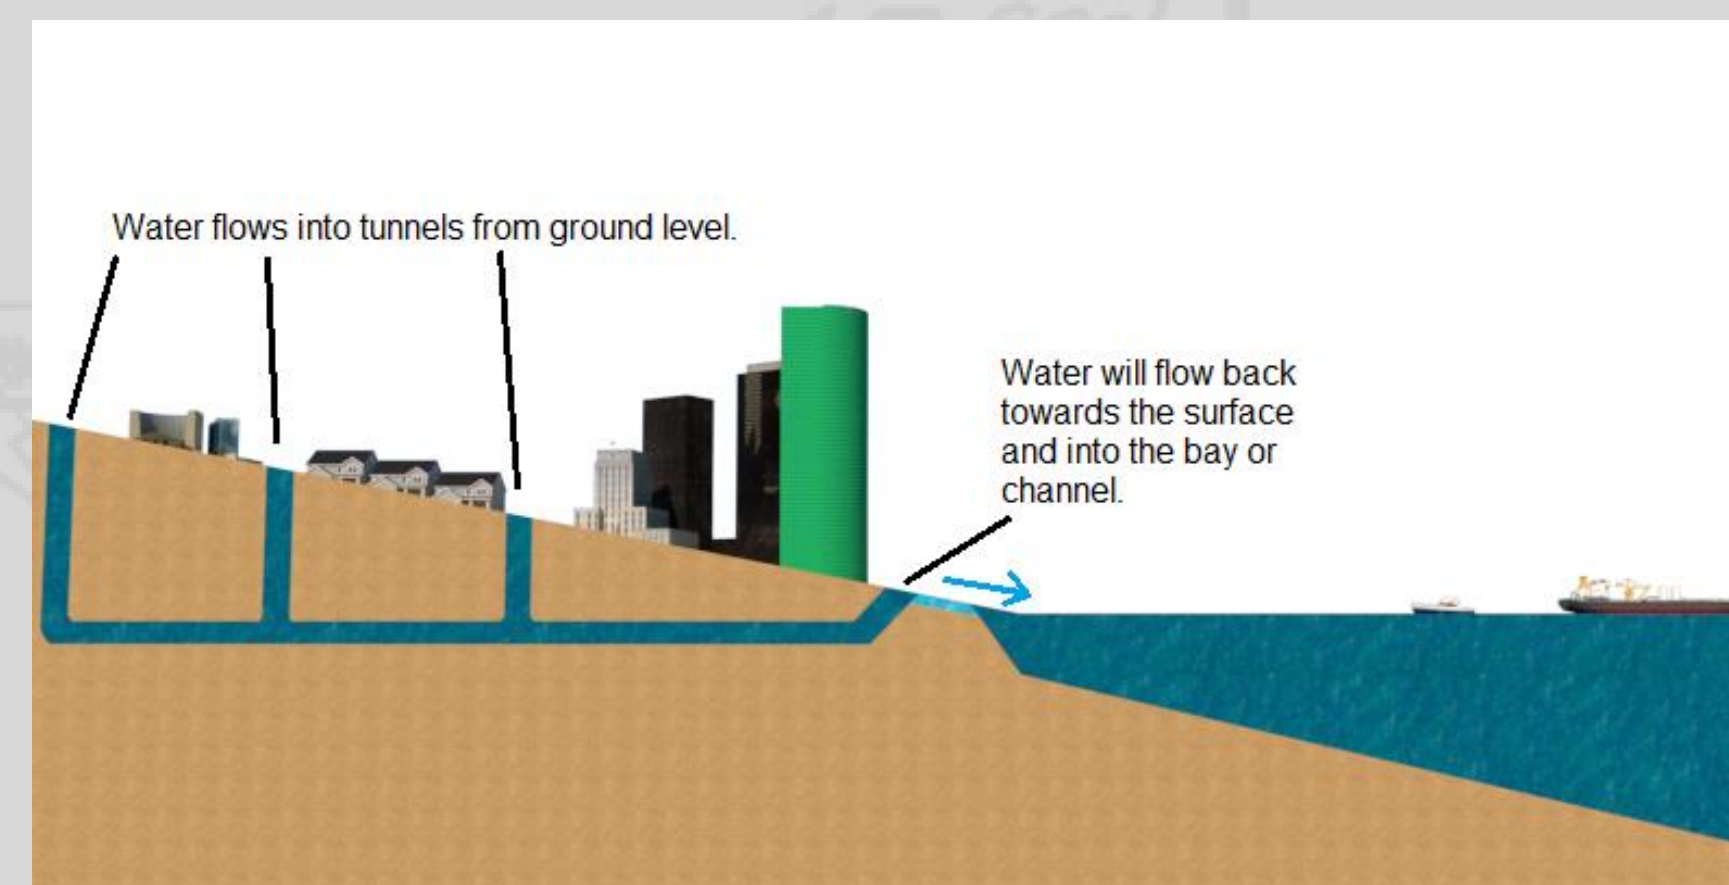 Water flows into tunnels from ground level.
Water will flow back
towards the surface
and into the bay or
channel.